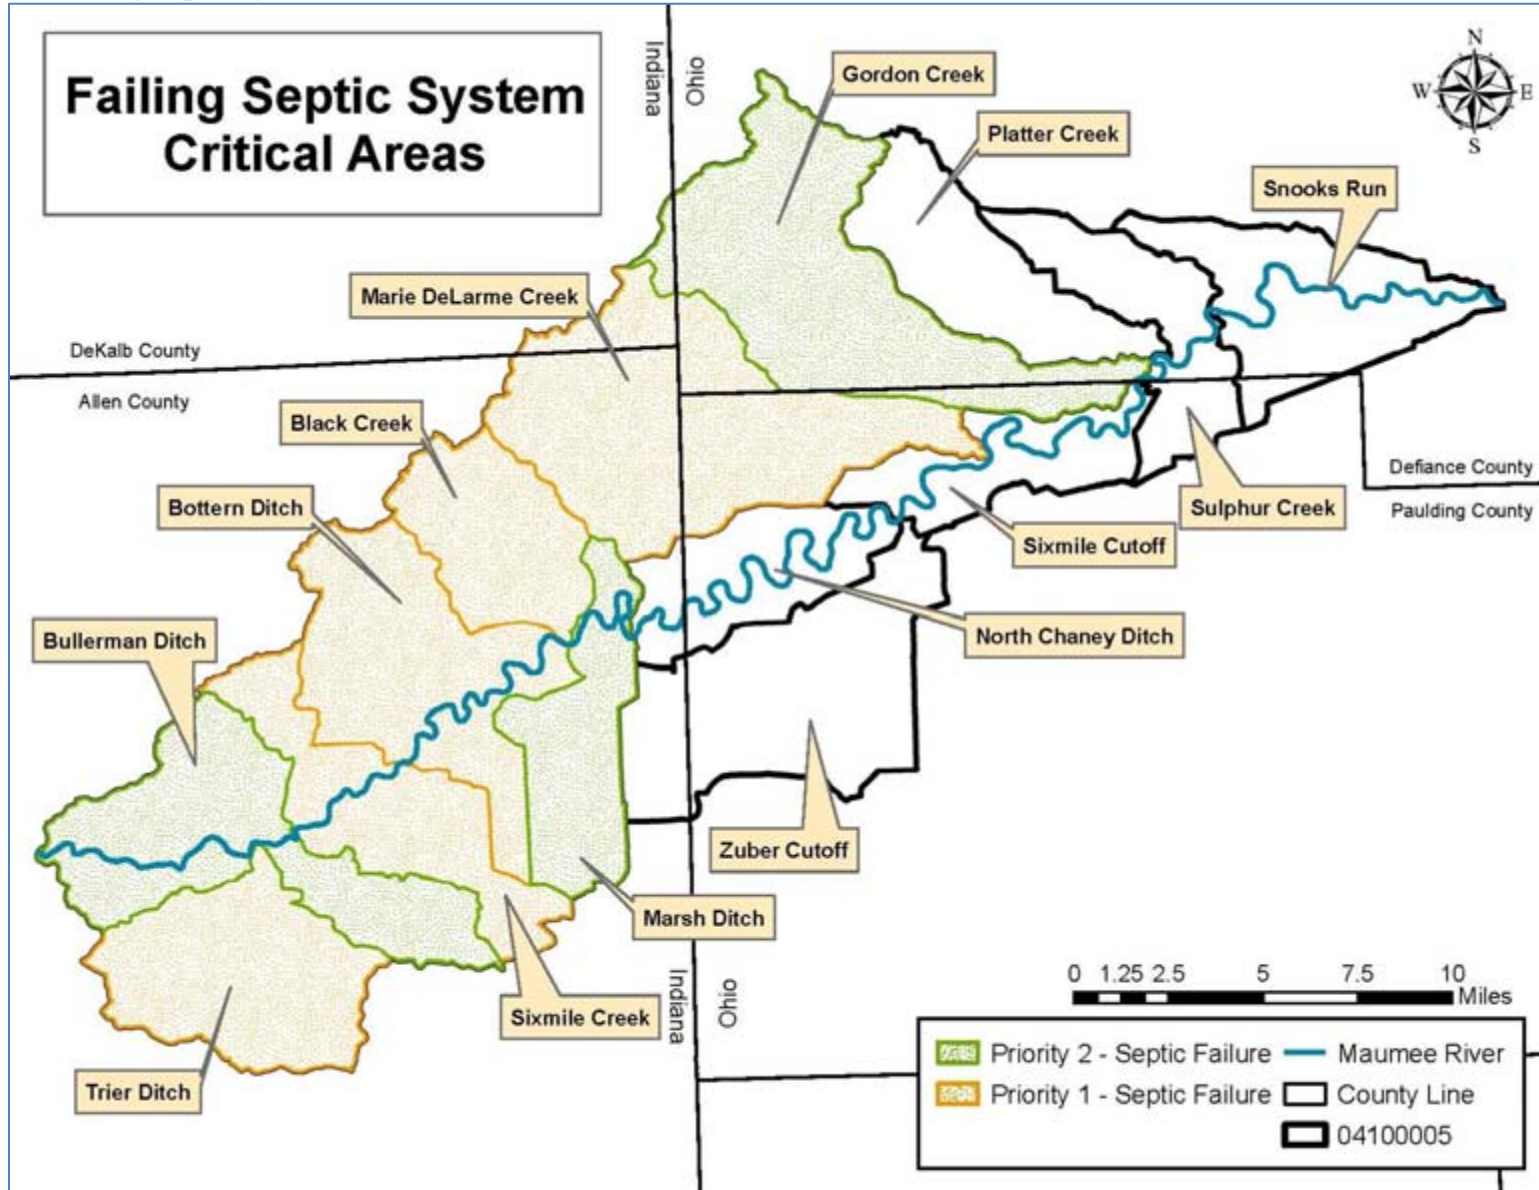 Failing Septic System
Critical Areas
Indiana
Ohio
N
W
E
S
Gordon Creek
Platter Creek
Snooks Run
Marie DeLarme Creek
DeKalb County
Allen County
Black Creek
Bottern Ditch
Defiance County
Paulding County
Sulphur Creek
Sixmile Cutoff
North Chaney Ditch
Bullerman Ditch
Zuber Cutoff
Marsh Ditch
Sixmile Creek
Trier Ditch
Indiana
Ohio
0 1.25 2.5 5 7.5 10
Miles
Priority 2 - Septic Failure
Maumee River
Priority 1 - Septic Failure
County Line
04100005